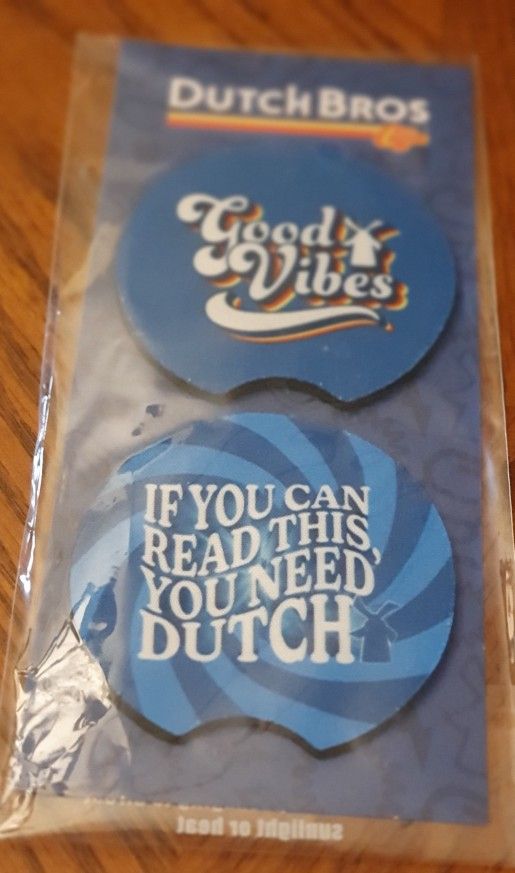 DUTCH BROS
Good
Vibes
IF YOU CAN
READ THIS,
YOU NEED
DUTCH
sunlight or heat